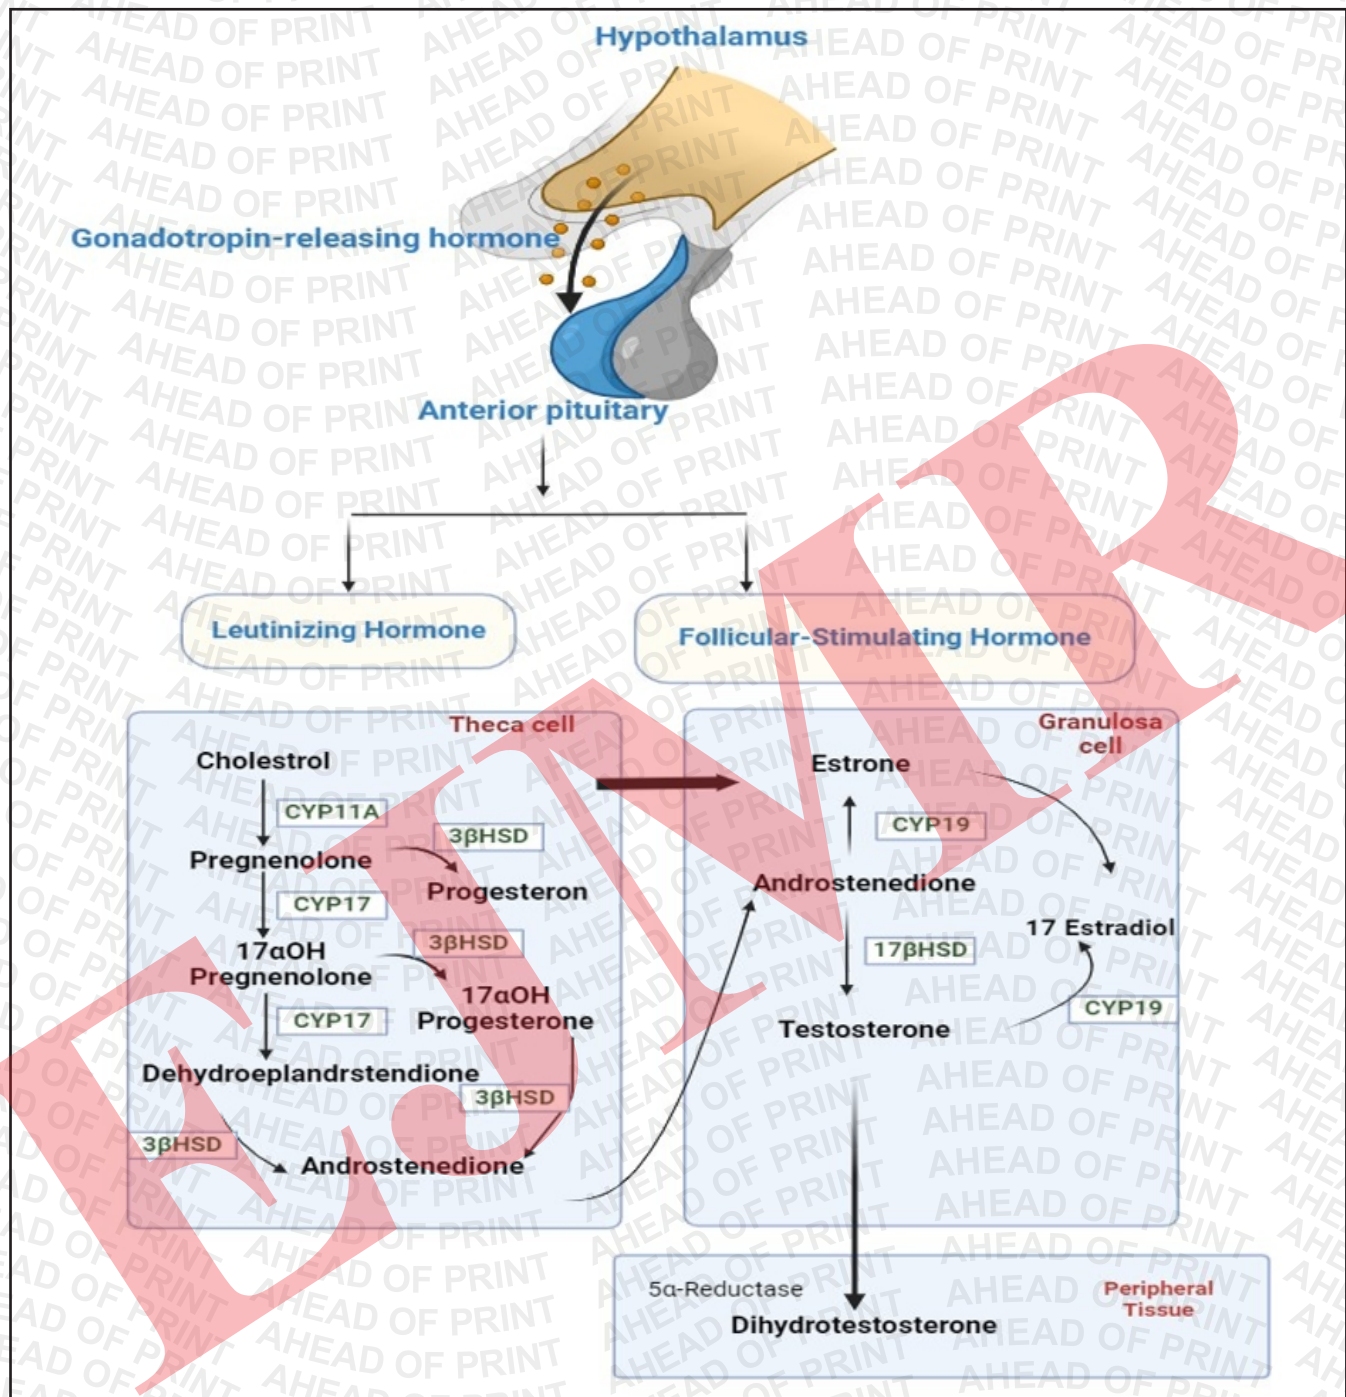 Hypothalamus
Gonadotropin-releasing hormone
Anterior pituitary
Leutinizing Hormone
Follicular-Stimulating Hormone
Theca cell
Cholestrol
CYP11A
3βHSD
Pregnenolone
Progesteron
CYP17
3βHSD
17αOH
Pregnenolone
17αOH
Progesterone
CYP17
Dehydroeplandrstendione
3βHSD
3βHSD
Androstenedione
Granulosa
cell
Estrone
CYP19
Androstenedione
17 Estradiol
17βHSD
CYP19
Testosterone
5α-Reductase
Peripheral
Tissue
Dihydrotestosterone
EJMR
AHEAD OF PRINT